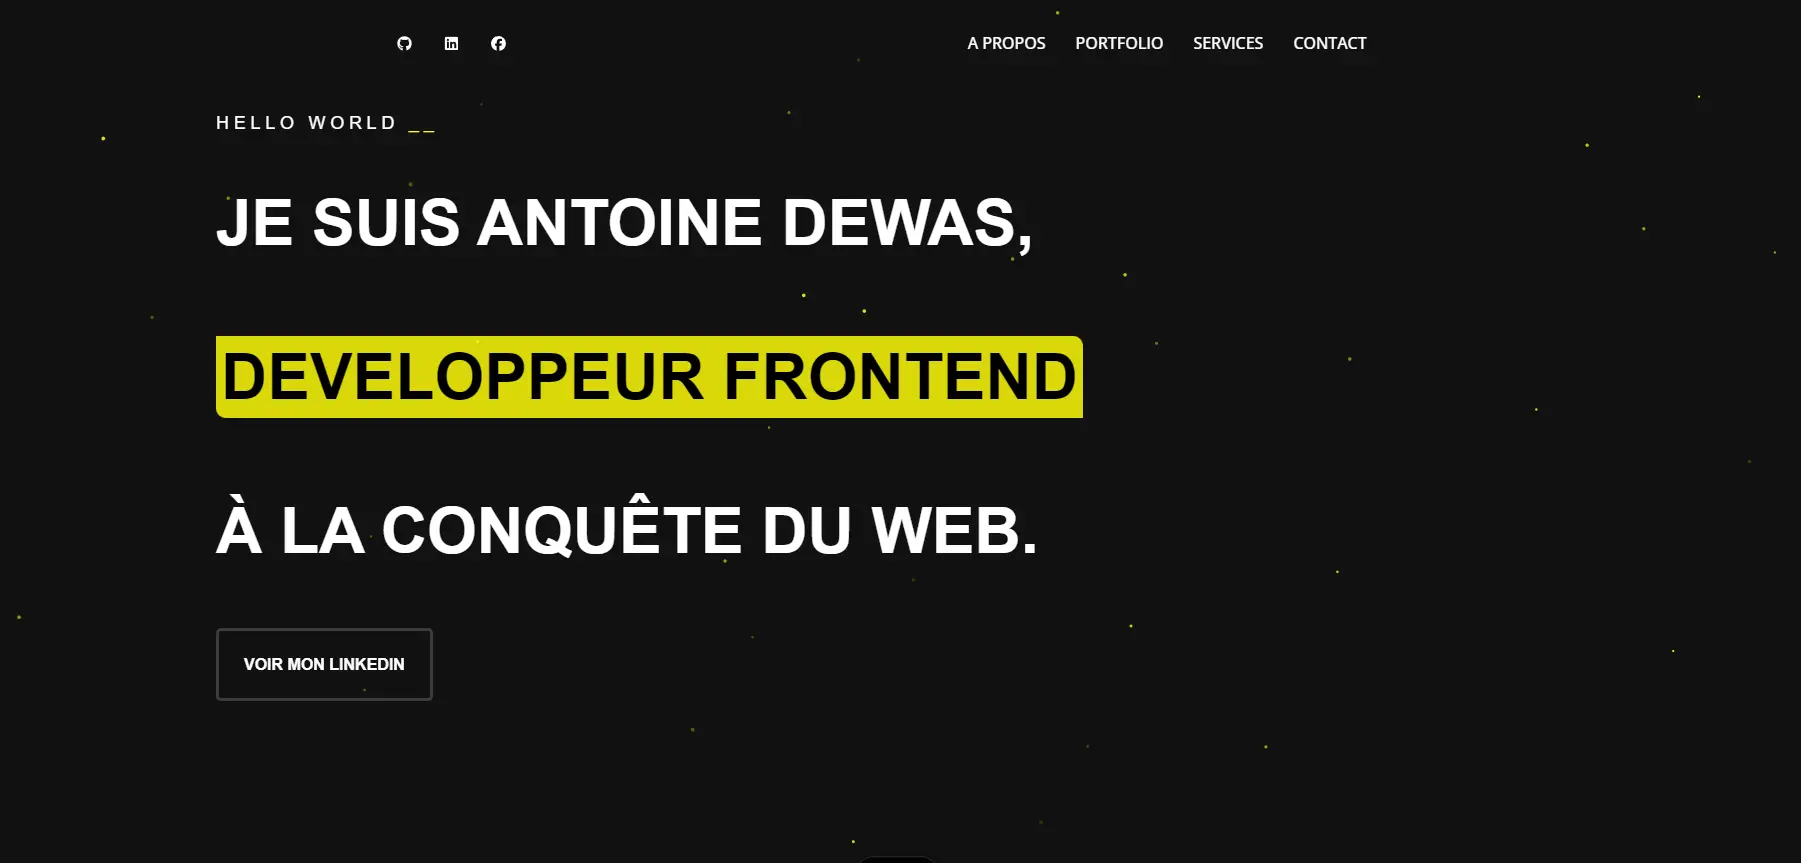 A PROPOS PORTFOLIO SERVICES CONTACT
HELLO WORLD __
JE SUIS ANTOINE DEWAS,
DEVELOPPEUR FRONTEND
À LA CONQUÊTE DU WEB.
VOIR MON LINKEDIN